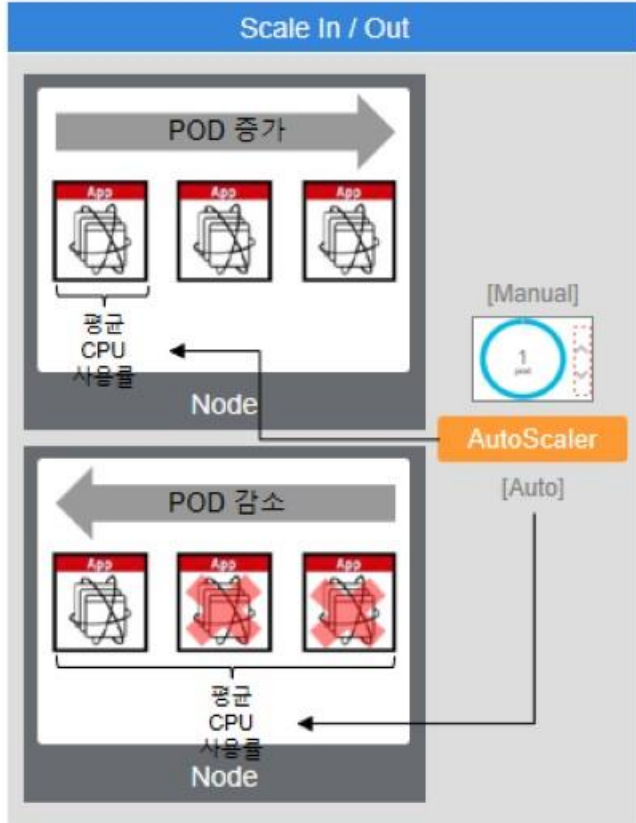 Scale In / Out
POD 증가
App
App
App
평균
CPU
사용률
Node
[Manual]
1
pod
AutoScaler
[Auto]
POD 감소
App
App
App
평균
CPU
사용률
Node